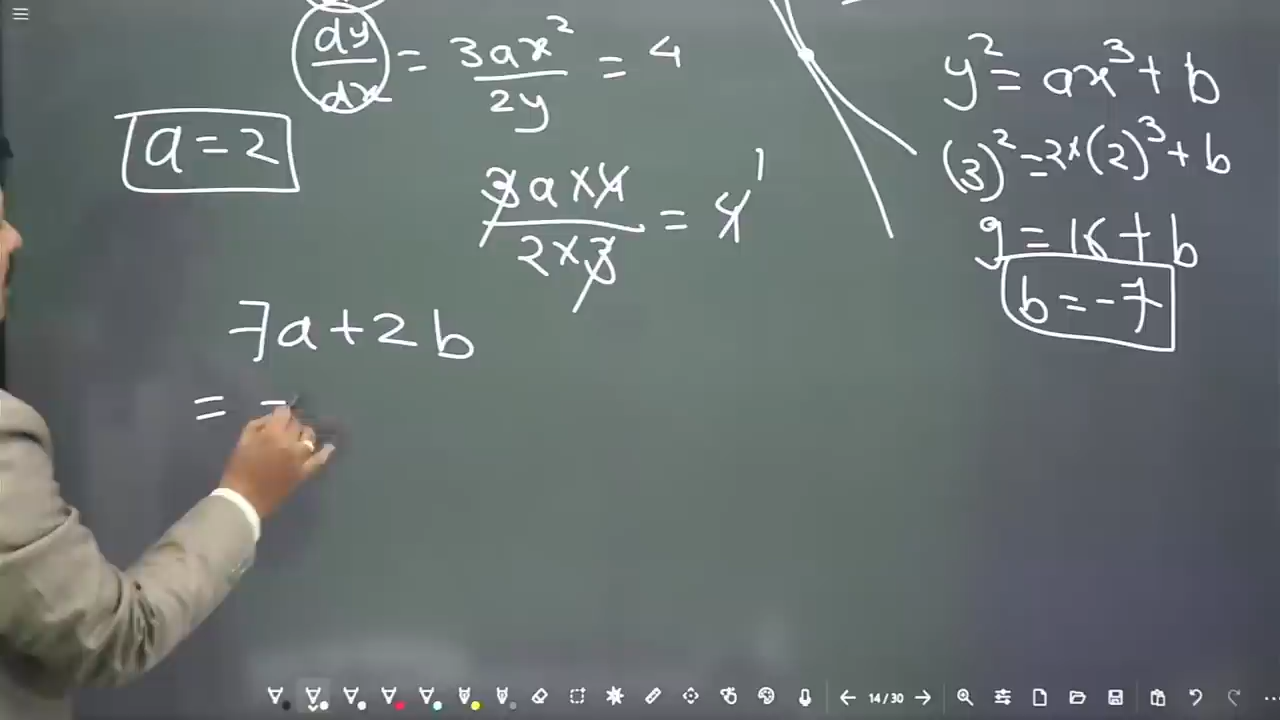 dy/dx = 3ax²/2y = 4
a = 2
3a×4/2×3 = 4 1
7a + 2b
=
y² = ax³ + b
(3)² = 2×(2)³ + b
9 = 16 + b
b = -7
14/30